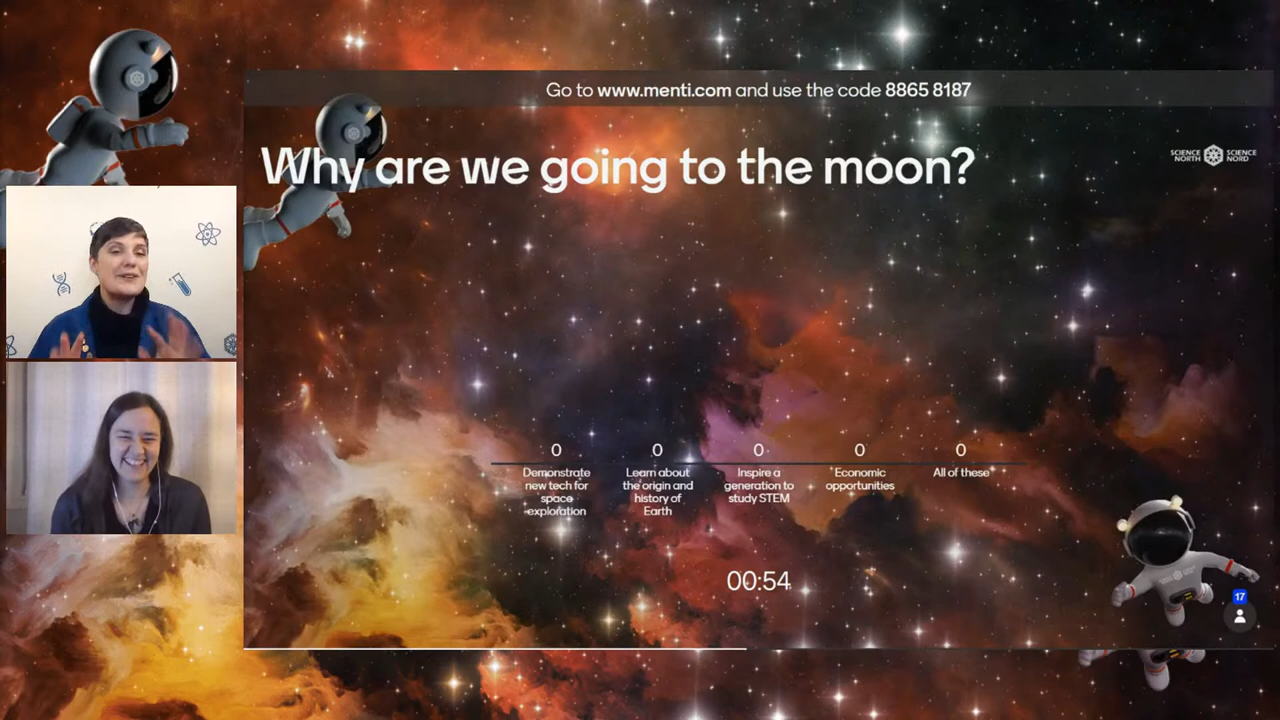 Go to www.menti.com and use the code 8865 8187
Why are we going to the moon?
SCIENCE NORTH SCIENCE NORD
0 0 0 0 0
Demonstrate new tech for space exploration
Learn about the origin and history of Earth
Inspire a generation to study STEM
Economic opportunities
All of these
00:54
17